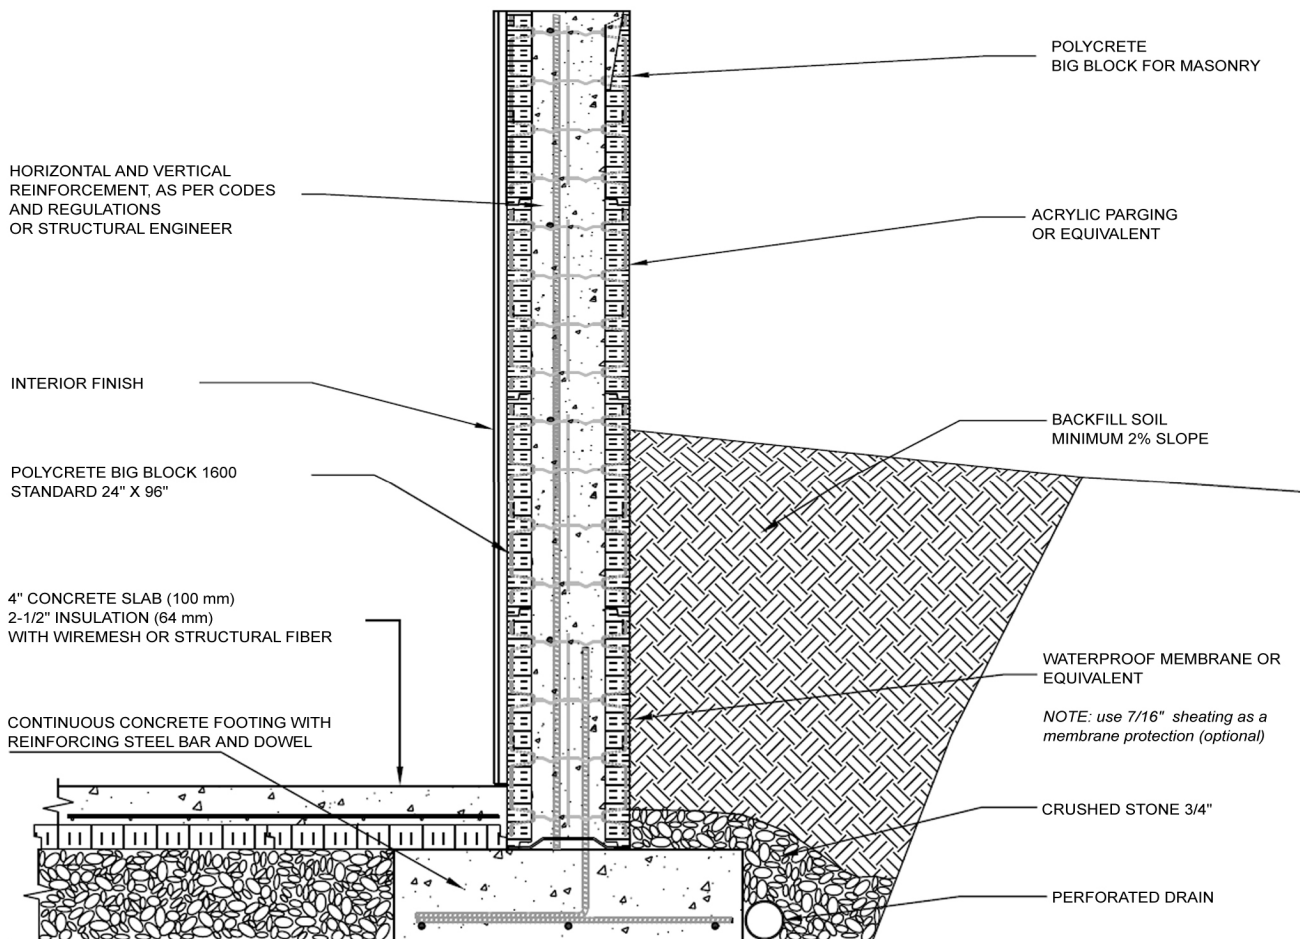 POLYCRETE
BIG BLOCK FOR MASONRY
HORIZONTAL AND VERTICAL
REINFORCEMENT, AS PER CODES
AND REGULATIONS
OR STRUCTURAL ENGINEER
ACRYLIC PARGING
OR EQUIVALENT
INTERIOR FINISH
BACKFILL SOIL
MINIMUM 2% SLOPE
POLYCRETE BIG BLOCK 1600
STANDARD 24" X 96"
4" CONCRETE SLAB (100 mm)
2-1/2" INSULATION (64 mm)
WITH WIREMESH OR STRUCTURAL FIBER
WATERPROOF MEMBRANE OR
EQUIVALENT
NOTE: use 7/16" sheating as a
membrane protection (optional)
CONTINUOUS CONCRETE FOOTING WITH
REINFORCING STEEL BAR AND DOWEL
CRUSHED STONE 3/4"
PERFORATED DRAIN